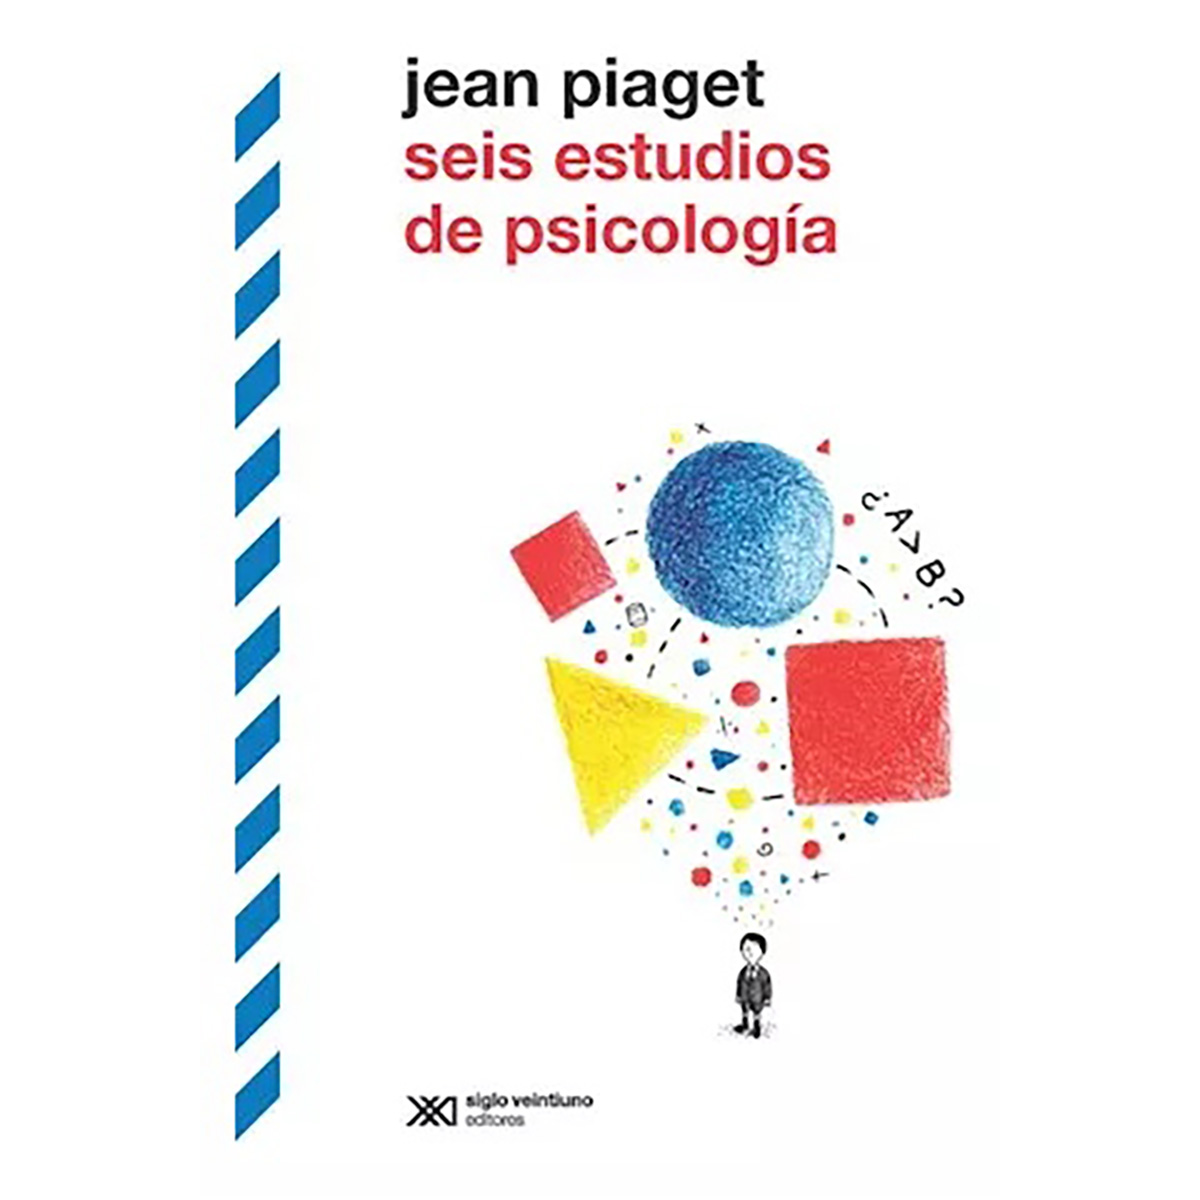 jean piaget
seis estudios
de psicología
¿A>B?
siglo veintiuno
editores